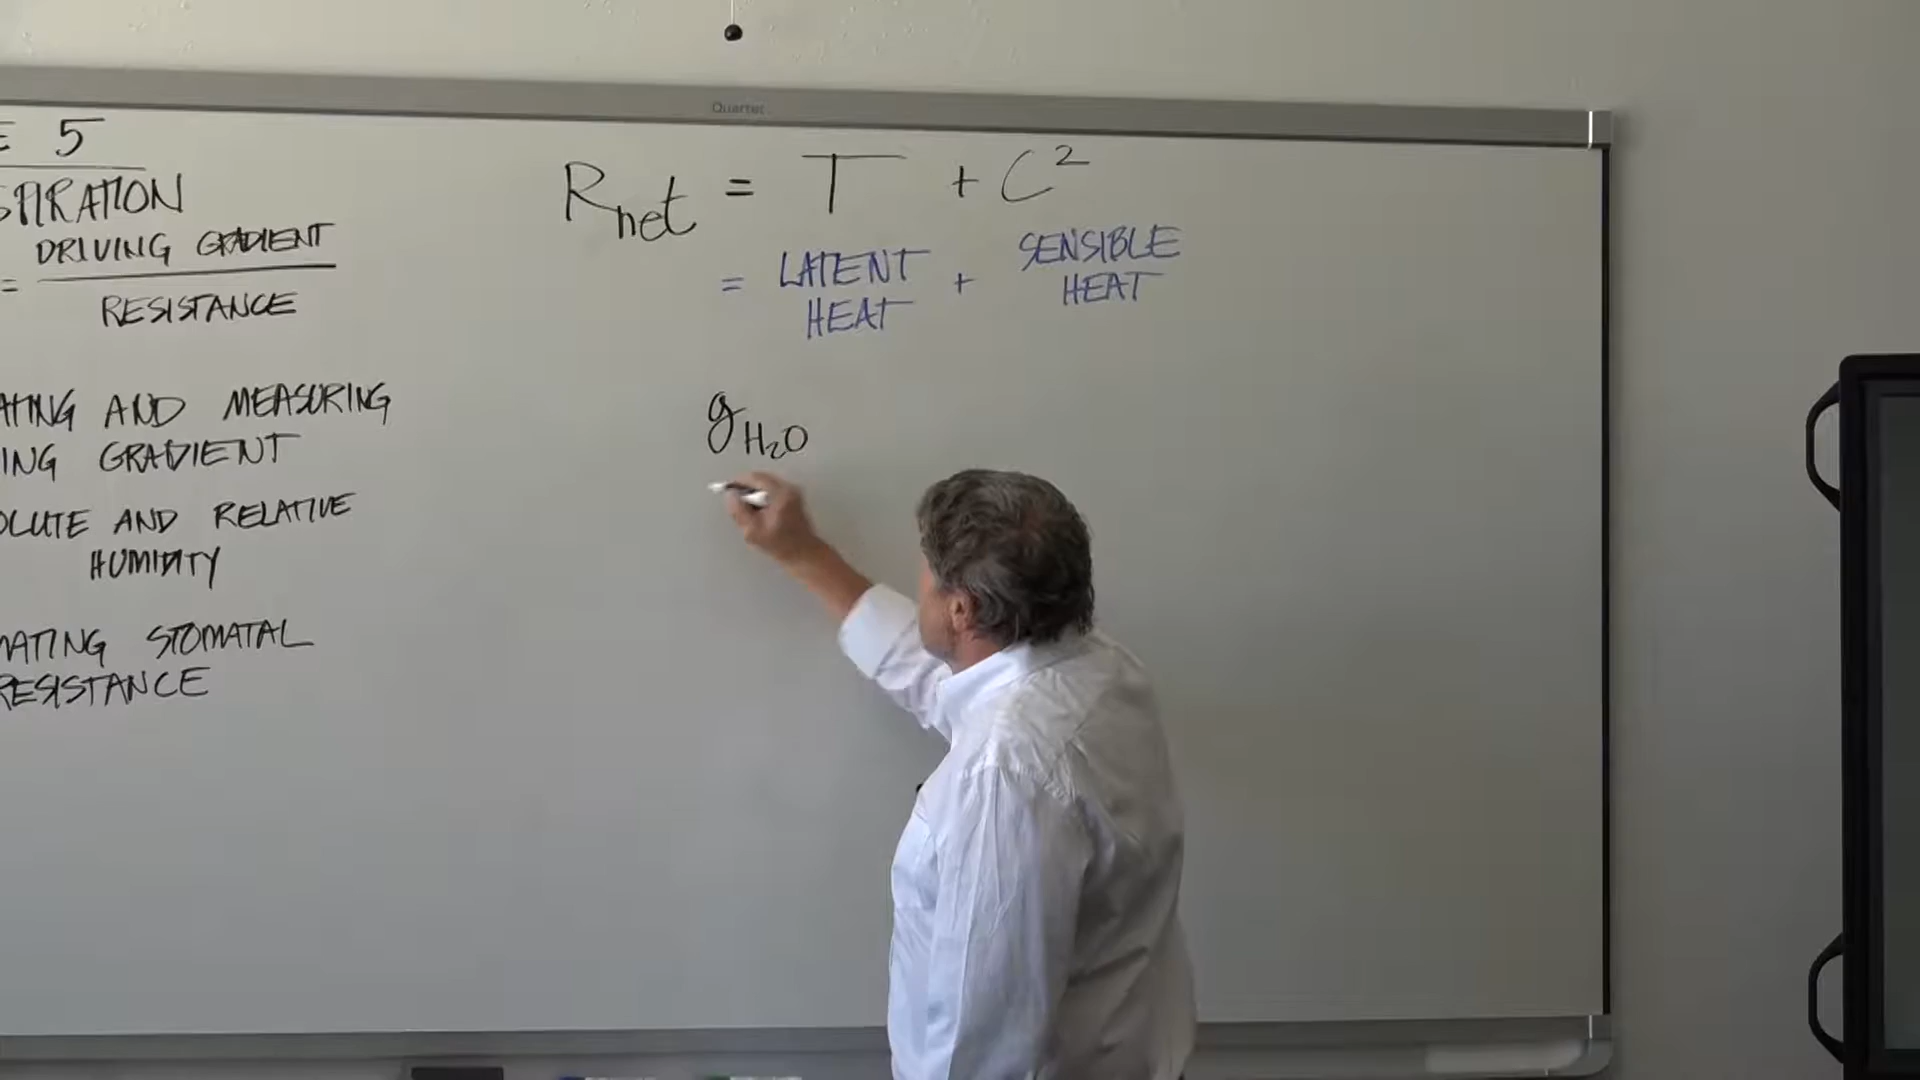 Quartet
E 5
SPIRATION
= DRIVING GRADIENT
RESISTANCE
ATING AND MEASURING
ING GRADIENT
OLUTE AND RELATIVE
HUMIDITY
MATING STOMATAL
RESISTANCE
Rnet = T + C²
= LATENT HEAT + SENSIBLE HEAT
gH₂O